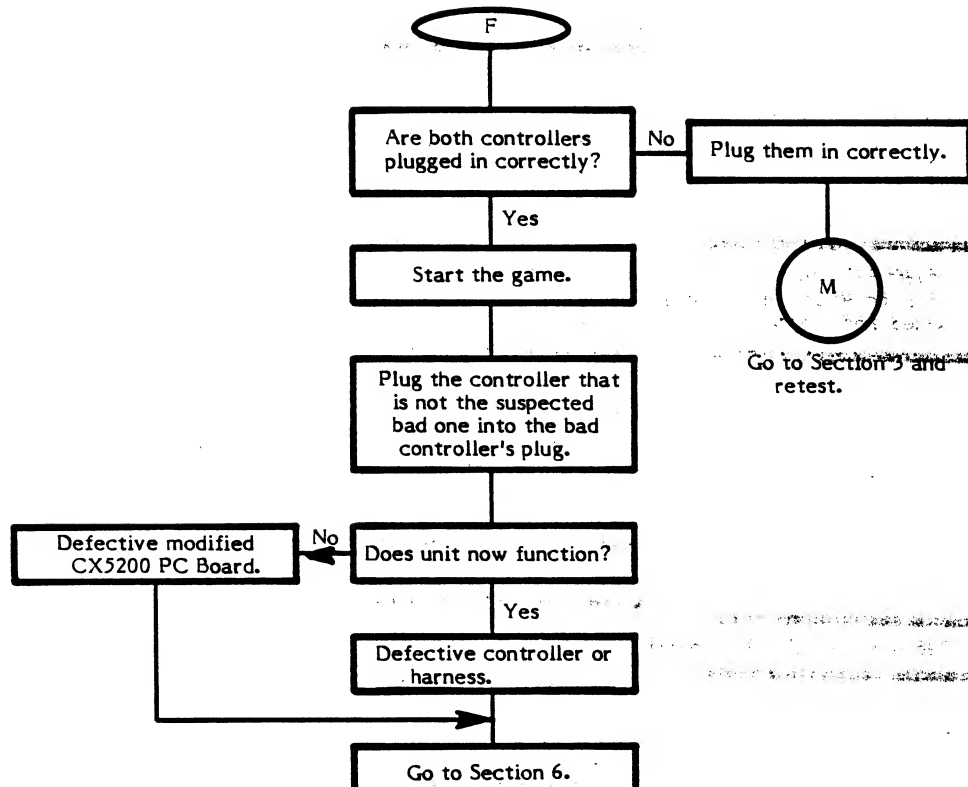 F
Are both controllers
plugged in correctly?
No
Plug them in correctly.
Yes
Start the game.
M
Go to Section 3 and
retest.
Plug the controller that
is not the suspected
bad one into the bad
controller's plug.
Defective modified
CX5200 PC Board.
No
Does unit now function?
Yes
Defective controller or
harness.
Go to Section 6.